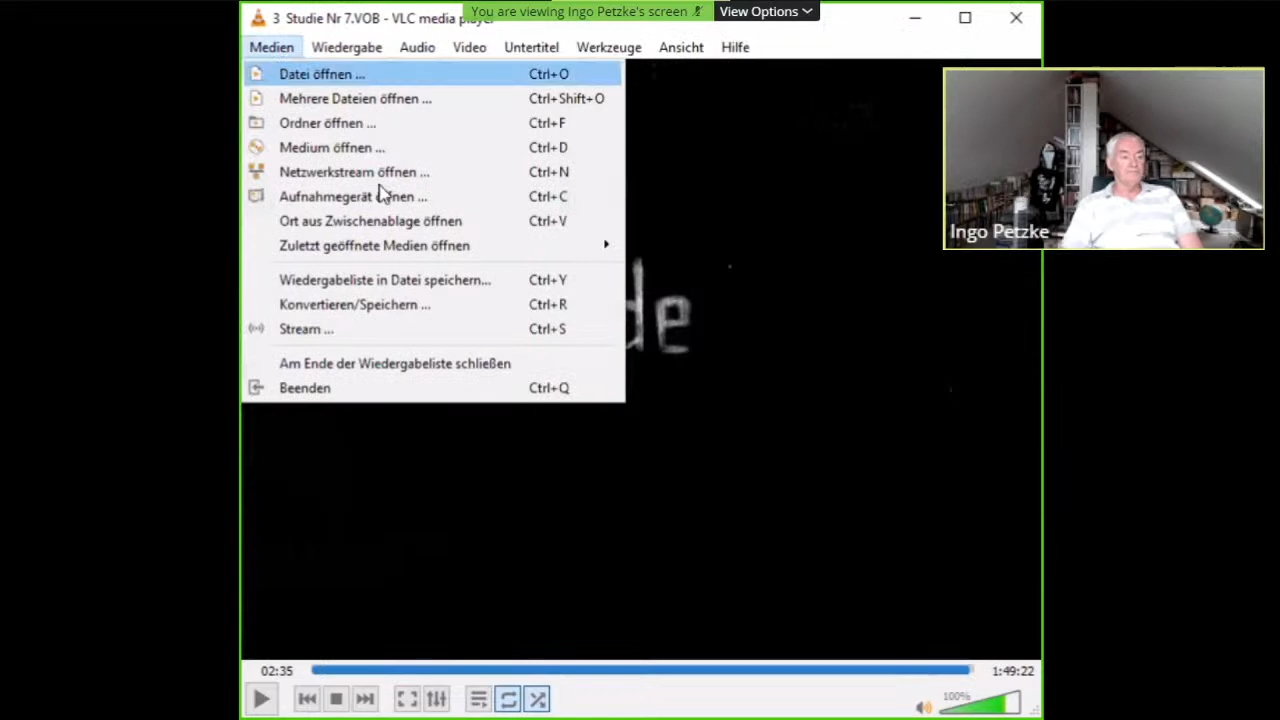 You are viewing Ingo Petzke's screen
View Options
3 Studie Nr 7.VOB - VLC media player
Medien Wiedergabe Audio Video Untertitel Werkzeuge Ansicht Hilfe
Datei öffnen ... Ctrl+O
Mehrere Dateien öffnen ... Ctrl+Shift+O
Ordner öffnen ... Ctrl+F
Medium öffnen ... Ctrl+D
Netzwerkstream öffnen ... Ctrl+N
Aufnahmegerät öffnen ... Ctrl+C
Ort aus Zwischenablage öffnen Ctrl+V
Zuletzt geöffnete Medien öffnen
Wiedergabeliste in Datei speichern... Ctrl+Y
Konvertieren/Speichern ... Ctrl+R
Stream ... Ctrl+S
Am Ende der Wiedergabeliste schließen
Beenden Ctrl+Q
de
Ingo Petzke
02:35 1:49:22
100%